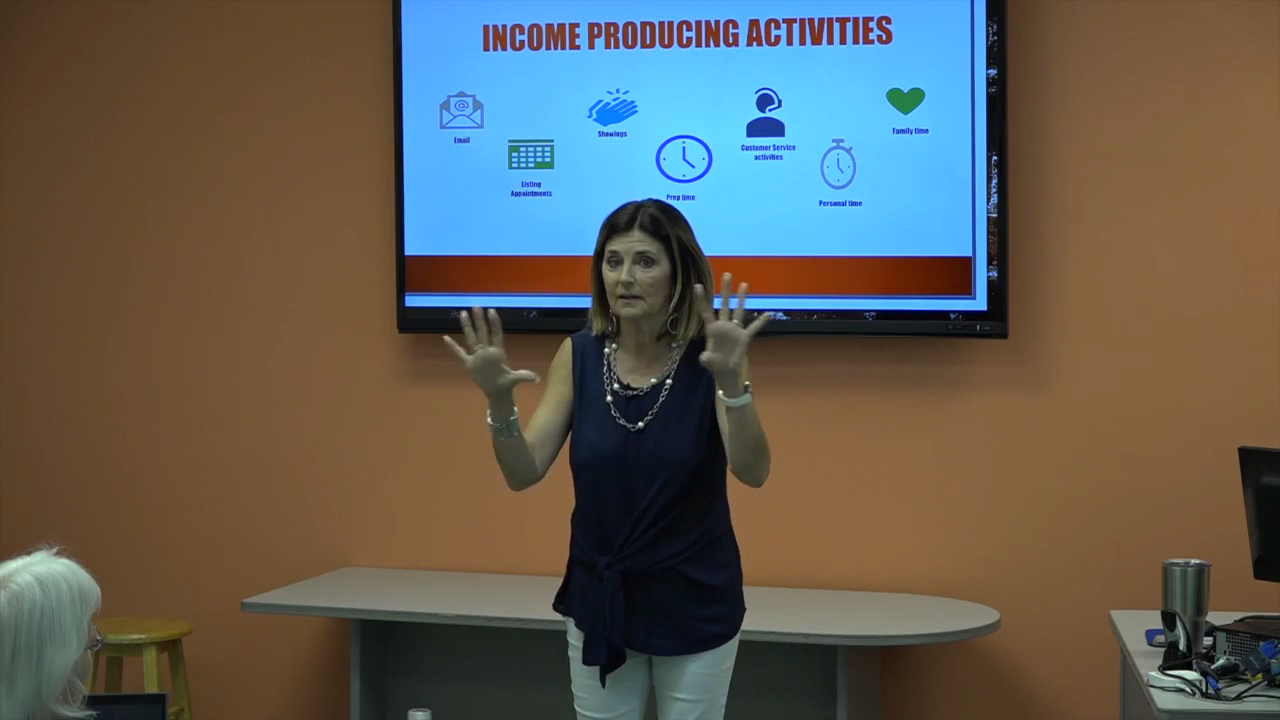 INCOME PRODUCING ACTIVITIES
Email
Listing
Appointments
Showings
Prep time
Customer Service
activities
Personal time
Family time